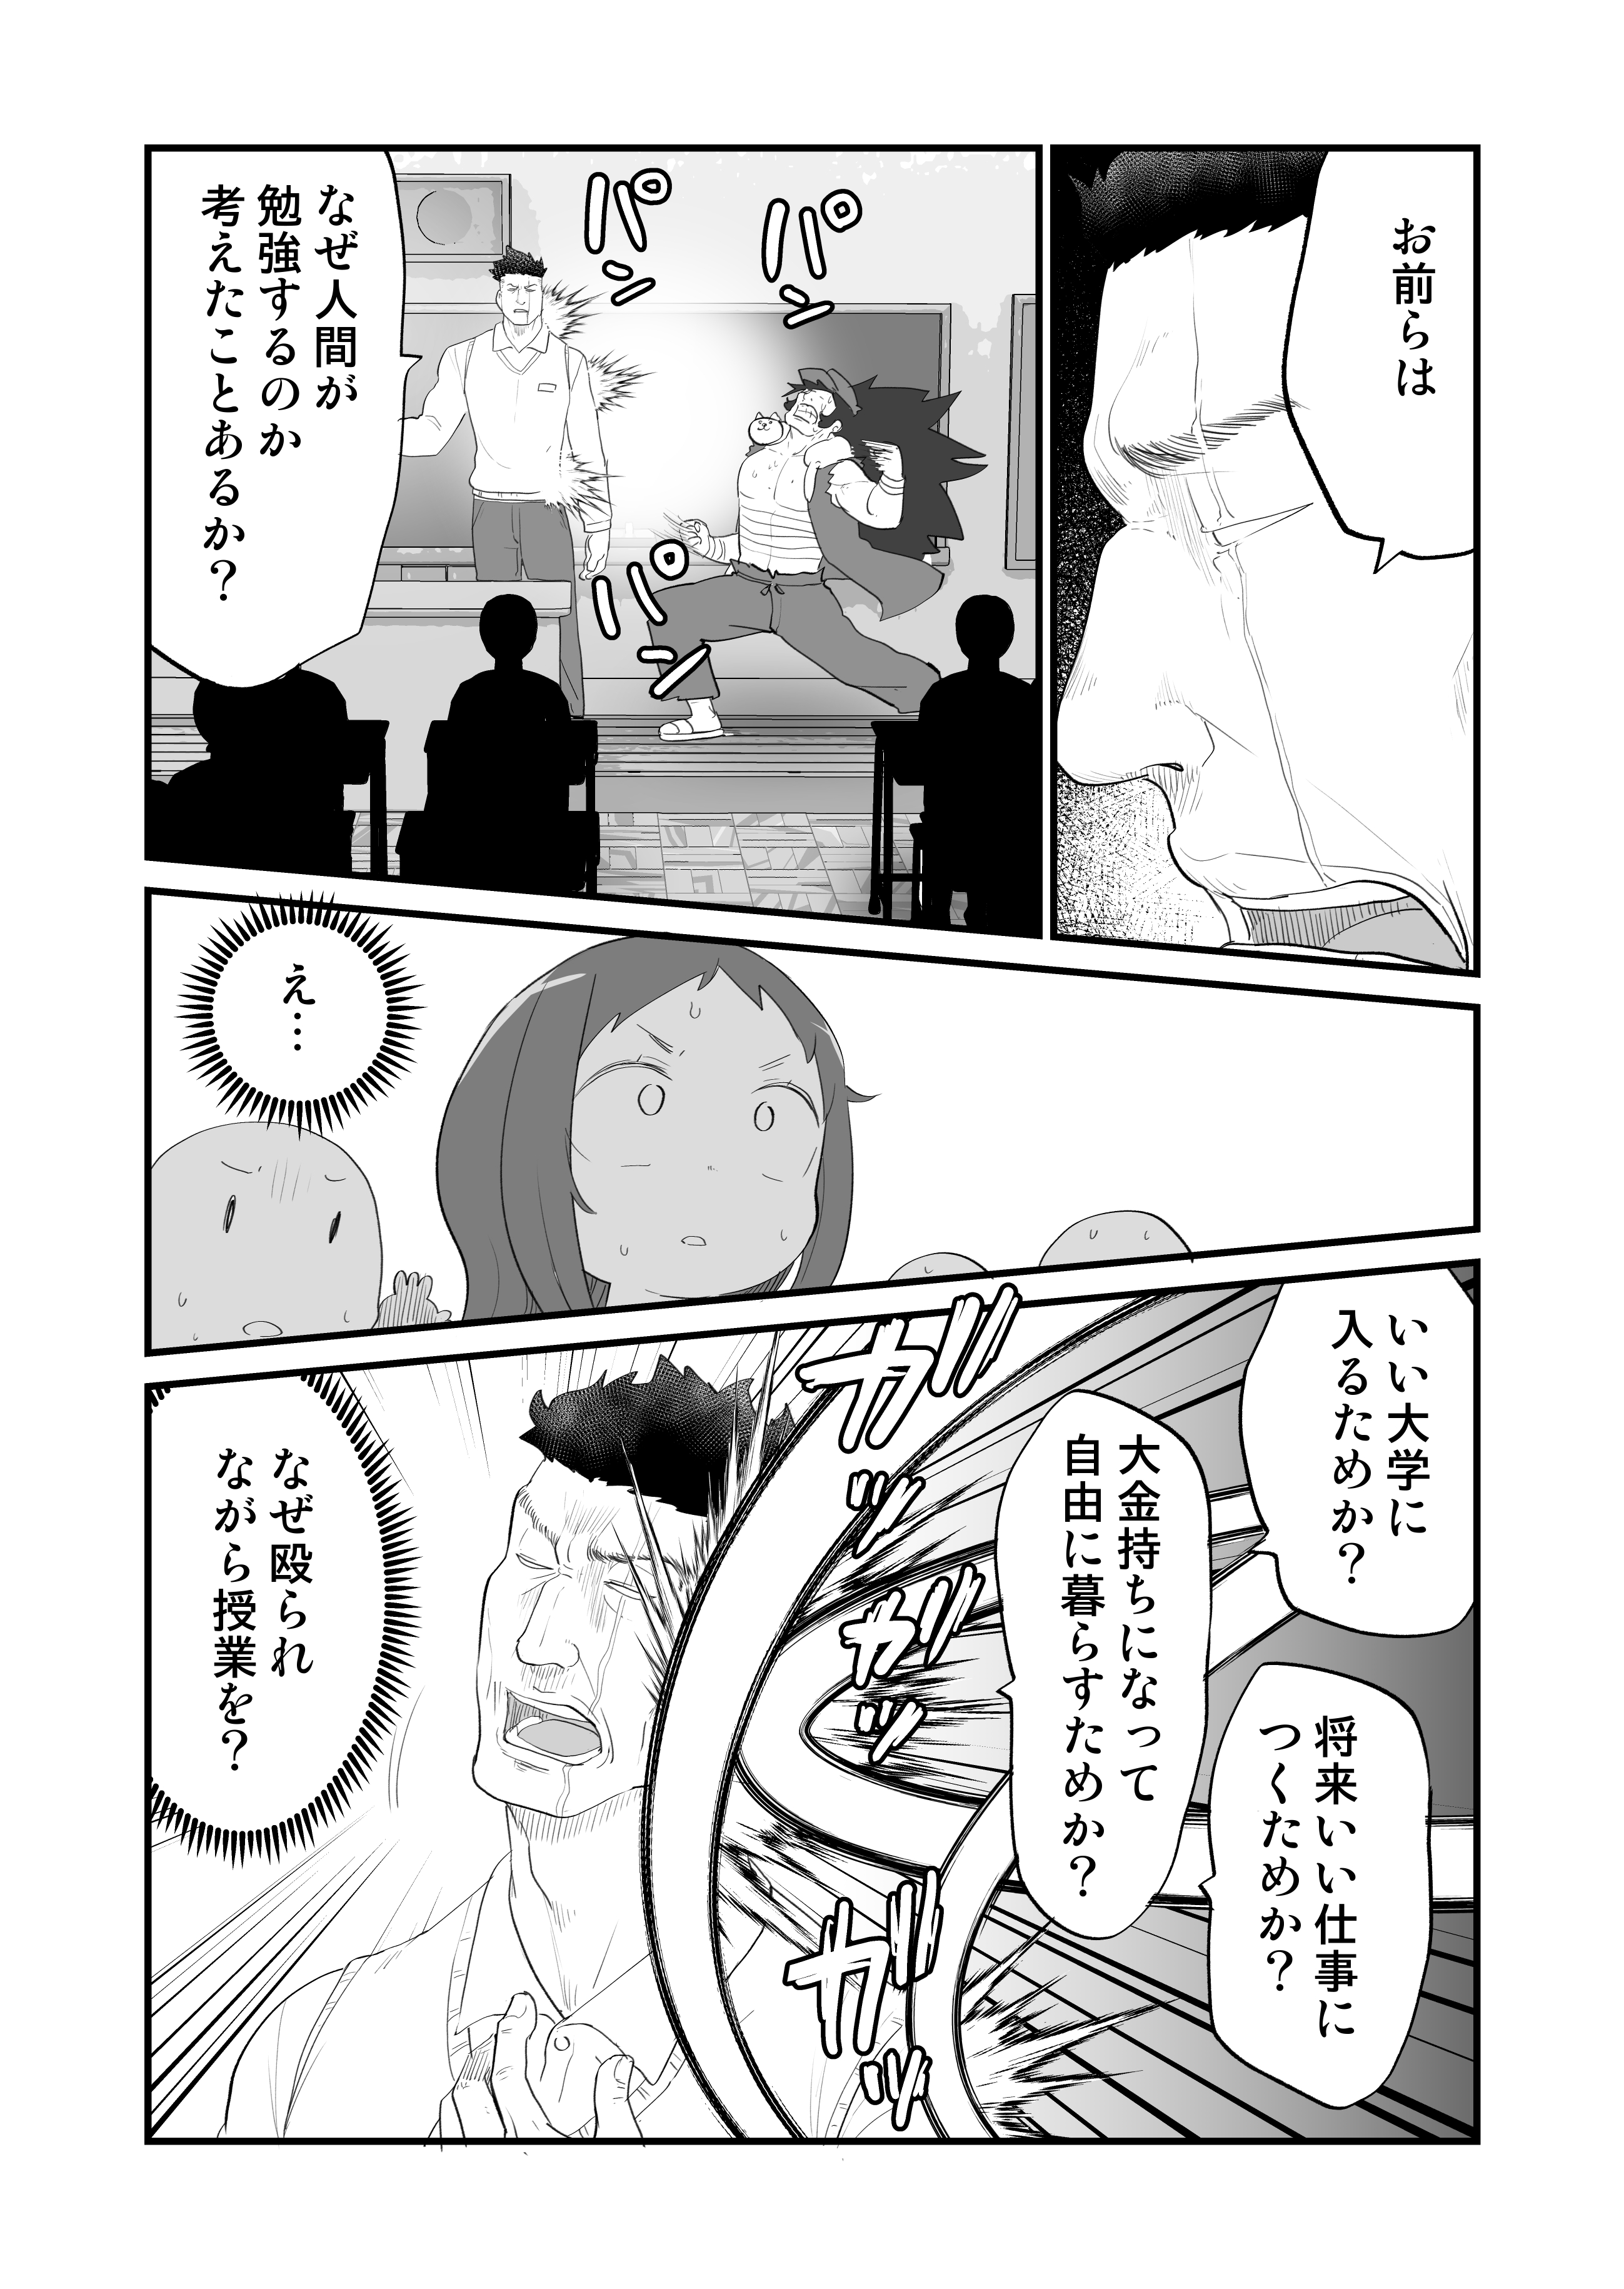 お前らは
なぜ人間が
勉強するのか
考えたことあるか？
パン
パン
パン
え…
いい大学に
入るためか？
将来いい仕事に
つくためか？
大金持ちになって
自由に暮らすためか？
ガガ
ガガ
ガガ
なぜ殴られ
ながら授業を？